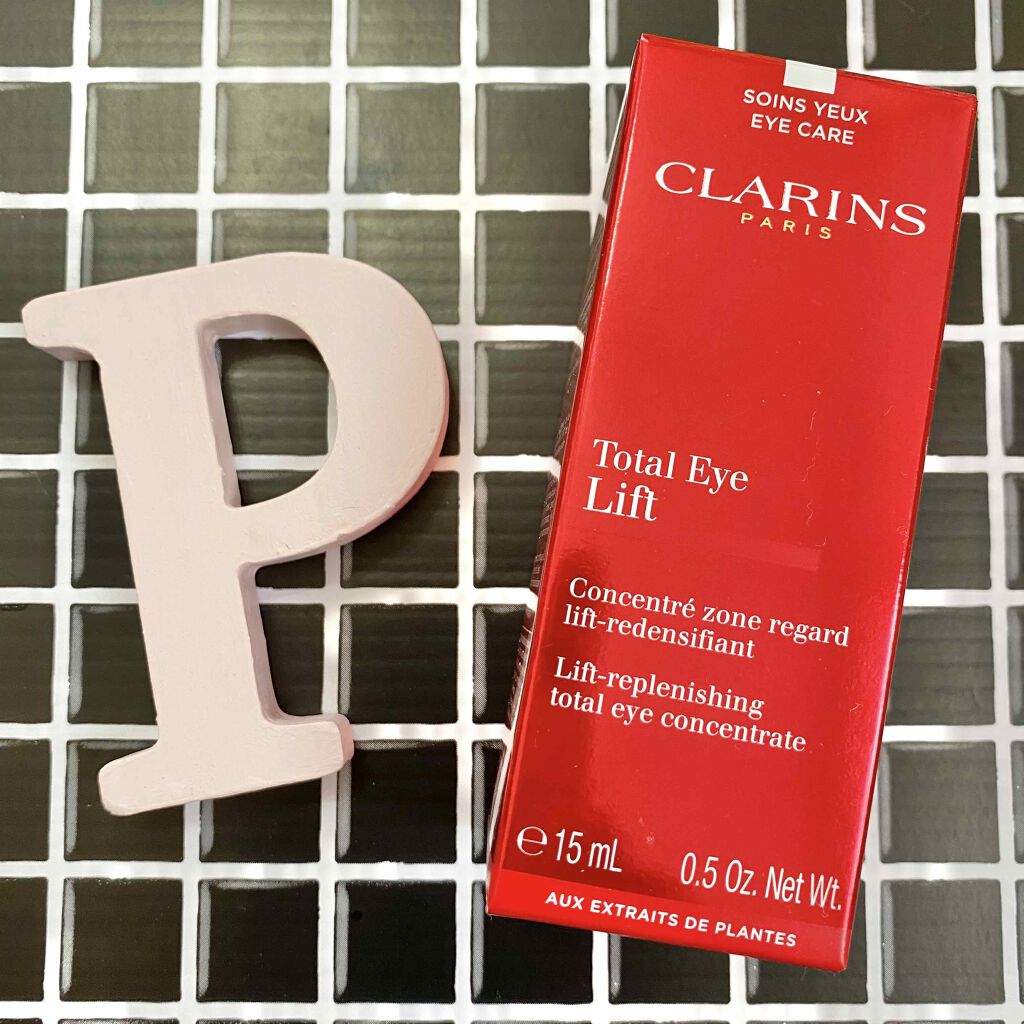 P
SOINS YEUX
EYE CARE
CLARINS
PARIS
Total Eye
Lift
Concentré zone regard
lift-redensifiant
Lift-replenishing
total eye concentrate
℮ 15 mL 0.5 Oz. Net Wt.
AUX EXTRAITS DE PLANTES